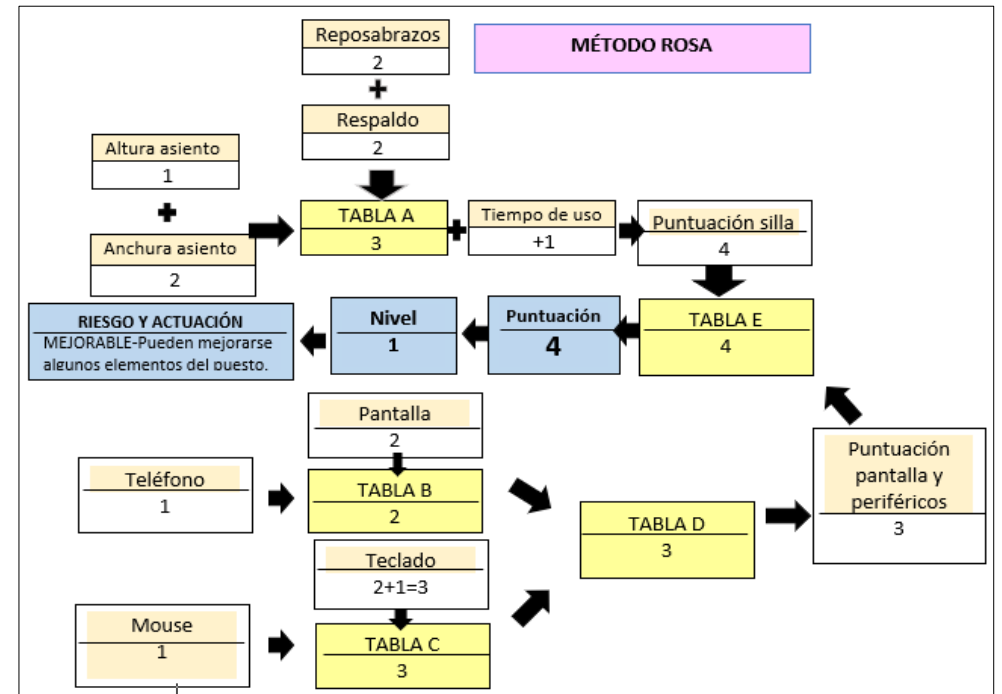 Reposabrazos
2
MÉTODO ROSA
Respaldo
2
Altura asiento
1
Anchura asiento
2
TABLA A
3
Tiempo de uso
+1
Puntuación silla
4
RIESGO Y ACTUACIÓN
MEJORABLE-Pueden mejorarse
algunos elementos del puesto.
Nivel
1
Puntuación
4
TABLA E
4
Pantalla
2
Teléfono
1
TABLA B
2
Teclado
2+1=3
Mouse
1
TABLA C
3
TABLA D
3
Puntuación
pantalla y
periféricos
3